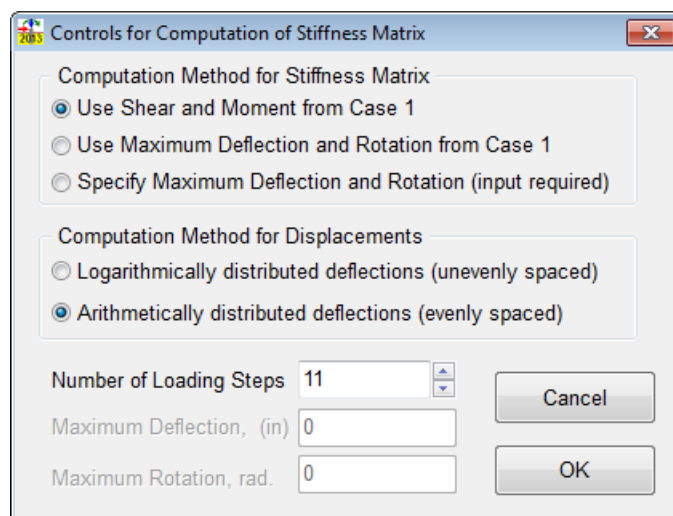 2013 Controls for Computation of Stiffness Matrix
Computation Method for Stiffness Matrix
Use Shear and Moment from Case 1
Use Maximum Deflection and Rotation from Case 1
Specify Maximum Deflection and Rotation (input required)
Computation Method for Displacements
Logarithmically distributed deflections (unevenly spaced)
Arithmetically distributed deflections (evenly spaced)
Number of Loading Steps 11
Cancel
Maximum Deflection, (in) 0
Maximum Rotation, rad. 0
OK